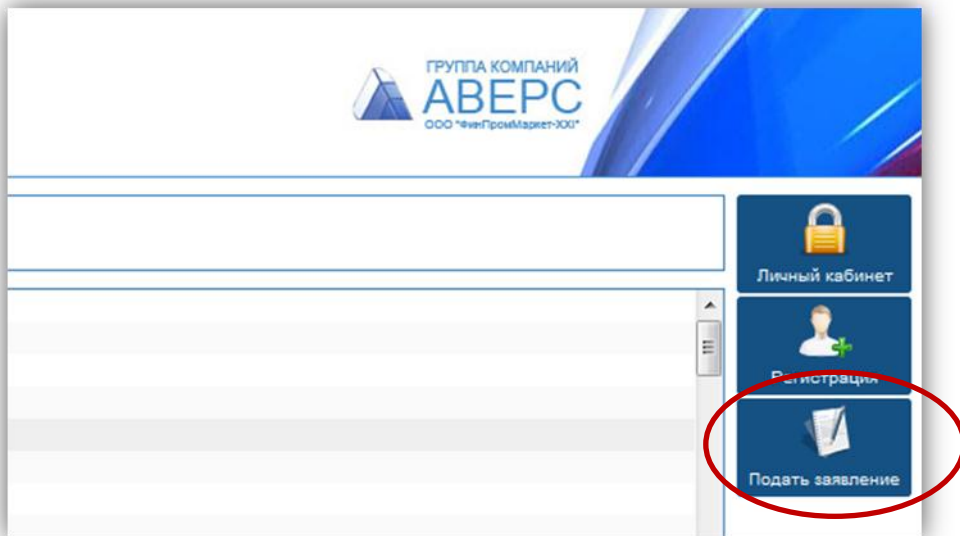 ГРУППА КОМПАНИЙ
АВЕРС
ООО "ФинПромМаркет-XXI"
Личный кабинет
Регистрация
Подать заявление